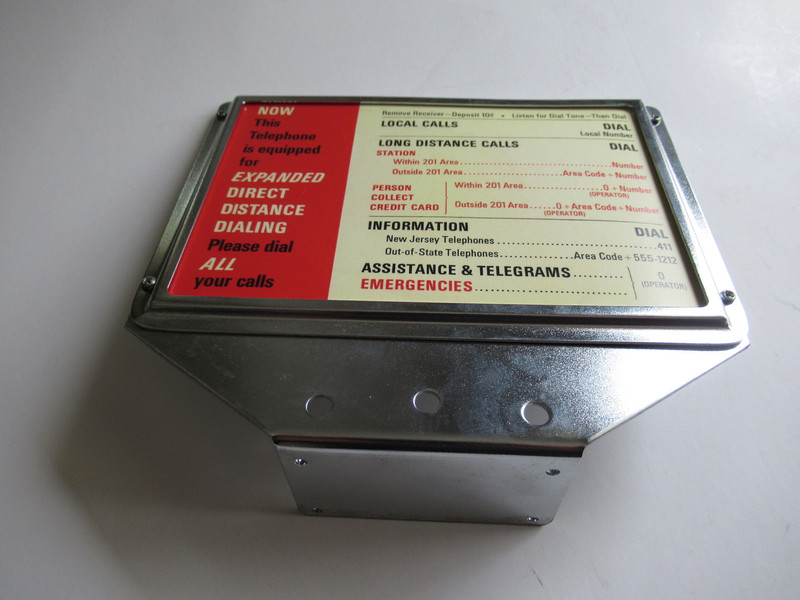 NOW
This
Telephone
is equipped
for
EXPANDED
DIRECT
DISTANCE
DIALING
Please dial
ALL
your calls
Remove Receiver—Deposit 10¢ • Listen for Dial Tone—Then Dial
LOCAL CALLS DIAL
Local Number
LONG DISTANCE CALLS DIAL
STATION
Within 201 Area Number
Outside 201 Area Area Code + Number
PERSON
COLLECT
CREDIT CARD
Within 201 Area 0 + Number
(OPERATOR)
Outside 201 Area 0 + Area Code + Number
(OPERATOR)
INFORMATION DIAL
New Jersey Telephones 411
Out-of-State Telephones Area Code + 555-1212
ASSISTANCE & TELEGRAMS 0
EMERGENCIES (OPERATOR)